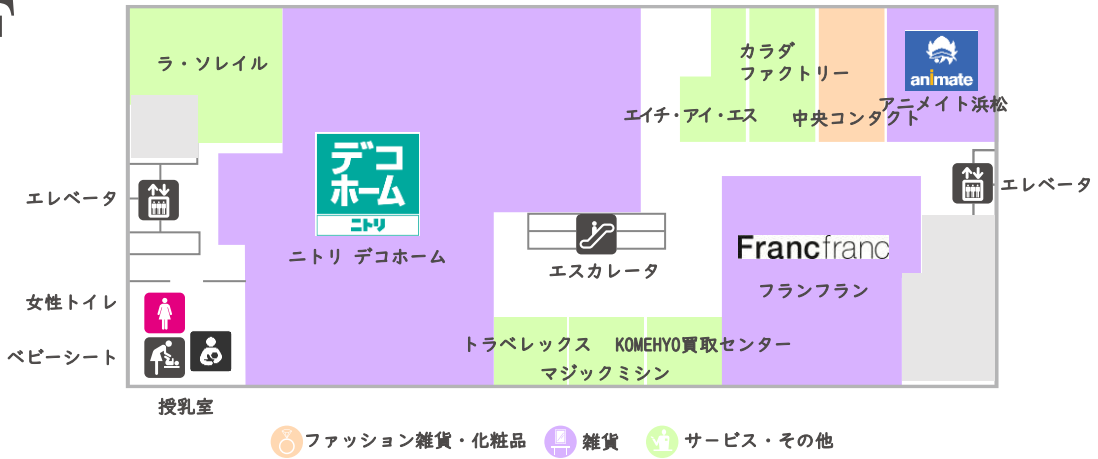 ラ・ソレイル
カラダ
ファクトリー
animate
アニメイト浜松
エイチ・アイ・エス
中央コンタクト
デコ
ホーム
ニトリ
ニトリ デコホーム
エレベータ
エレベータ
エスカレータ
Francfranc
フランフラン
女性トイレ
ベビーシート
授乳室
トラベレックス
KOMEHYO買取センター
マジックミシン
ファッション雑貨・化粧品
雑貨
サービス・その他